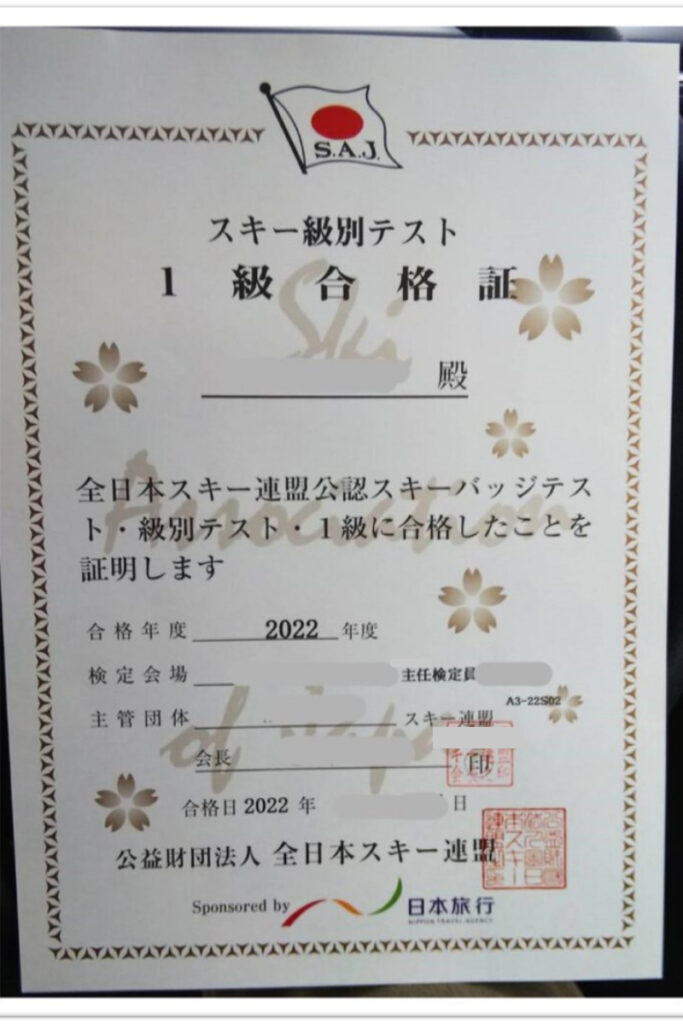 S.A.J.
スキー級別テスト
1級合格証
Ski
殿
Association
全日本スキー連盟公認スキーバッジテス
ト・級別テスト・1級に合格したことを
証明します
合格年度 2022 年度
検定会場 主任検定員
A3-22S02
主管団体 スキー連盟
of
会長 印
合格日 2022 年 日
公益財団法人 全日本スキー連盟
Sponsored by 日本旅行
NIPPON TRAVEL AGENCY